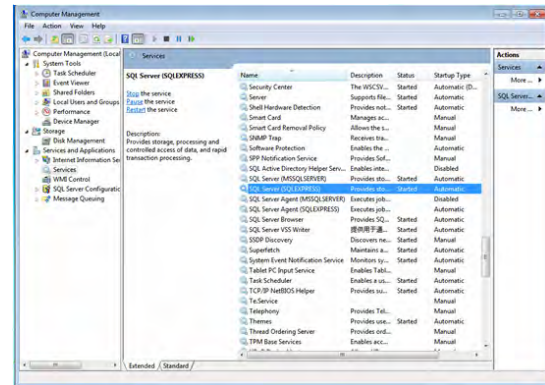 Computer Management
File Action View Help
Computer Management (Local
System Tools
Task Scheduler
Event Viewer
Shared Folders
Local Users and Groups
Performance
Device Manager
Storage
Disk Management
Services and Applications
Internet Information Se
Services
WMI Control
SQL Server Configuratio
Message Queuing
Services
SQL Server (SQLEXPRESS)
Stop the service
Pause the service
Restart the service
Description:
Provides storage, processing and
controlled access of data, and rapid
transaction processing.
Name Description Status Startup Type
Security Center The WSCSV... Started Automatic (D...
Server Supports file... Started Automatic
Shell Hardware Detection Provides not... Started Automatic
Smart Card Manages ac... Manual
Smart Card Removal Policy Allows the s... Manual
SNMP Trap Receives tra... Manual
Software Protection Enables the ... Automatic
SPP Notification Service Provides Sof... Manual
SQL Active Directory Helper Serv... Enables inte... Disabled
SQL Server (MSSQLSERVER) Provides sto... Started Automatic
SQL Server (SQLEXPRESS) Provides sto... Started Automatic
SQL Server Agent (MSSQLSERVER) Executes job... Disabled
SQL Server Agent (SQLEXPRESS) Executes job... Automatic
SQL Server Browser Provides SQ... Started Automatic
SQL Server VSS Writer 提供用于通... Started Automatic
SSDP Discovery Discovers ne... Started Manual
Superfetch Maintains a... Started Automatic
System Event Notification Service Monitors sy... Started Automatic
Tablet PC Input Service Enables Tabl... Manual
Task Scheduler Enables a us... Started Automatic
TCP/IP NetBIOS Helper Provides su... Started Automatic
Te.Service Manual
Telephony Provides Tel... Manual
Themes Provides use... Started Automatic
Thread Ordering Server Provides ord... Manual
TPM Base Services Enables acc... Manual
Extended Standard
Actions
Services
More ...
SQL Server...
More ...